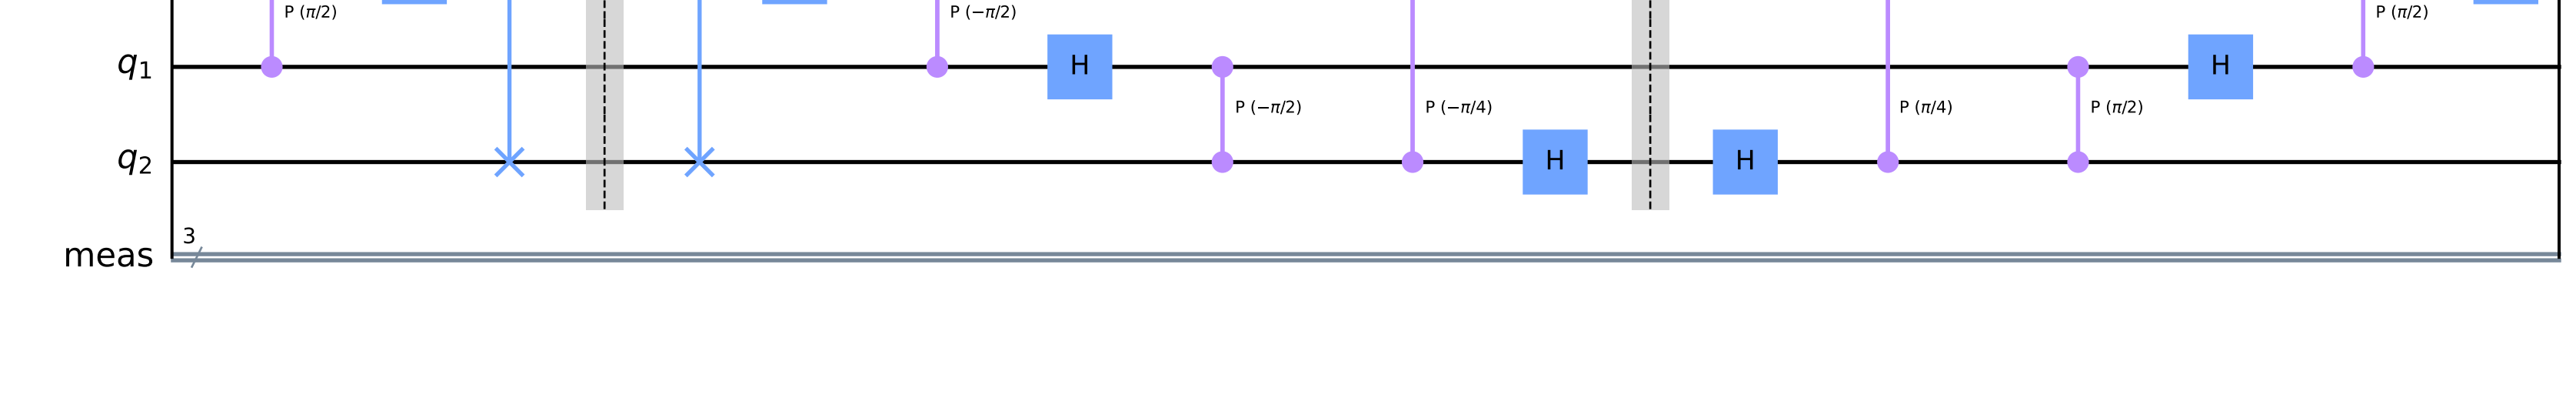 P (π/2) P (−π/2) P (π/2)
q1 H H
P (−π/2) P (−π/4) P (π/4) P (π/2)
q2 H H
3
meas